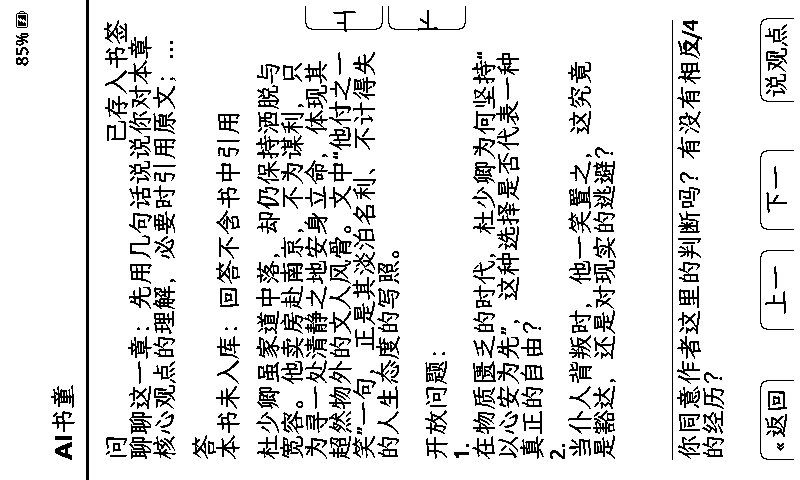 AI书童
85%
问
已存入书签
聊聊这一章：先用几句话说说你对本章
核心观点的理解，必要时引用原文；…
答
本书未入库：回答不含书中引用
杜少卿虽家道中落，却仍保持洒脱与
宽容。他卖房赴南京，不为谋利，只
为寻一处清静之地安身立命，体现其
超然物外的文人风骨。文中“他付之一
笑”一句，正是其淡泊名利、不计得失
的人生态度的写照。
开放问题：
1.
在物质匮乏的时代，杜少卿为何坚持“
以心安为先”，这种选择是否代表一种
真正的自由？
2.
当仆人背叛时，他一笑置之，这究竟
是豁达，还是对现实的逃避？
你同意作者这里的判断吗？有没有相反/4
的经历？
«返回
上一
下一
说观点